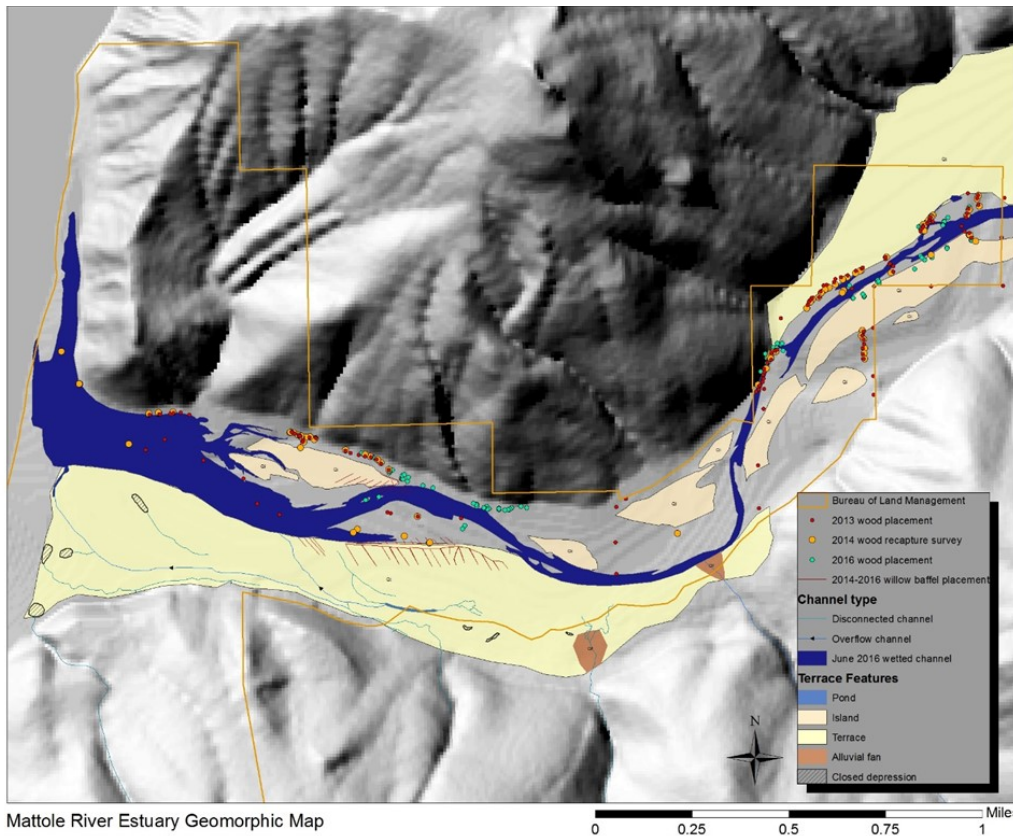 Bureau of Land Management
2013 wood placement
2014 wood recapture survey
2016 wood placement
2014-2016 willow baffel placement
Channel type
Disconnected channel
Overflow channel
June 2016 wetted channel
Terrace Features
Pond
Island
Terrace
Alluvial fan
Closed depression
N
Mattole River Estuary Geomorphic Map
Miles
0 0.25 0.5 0.75 1